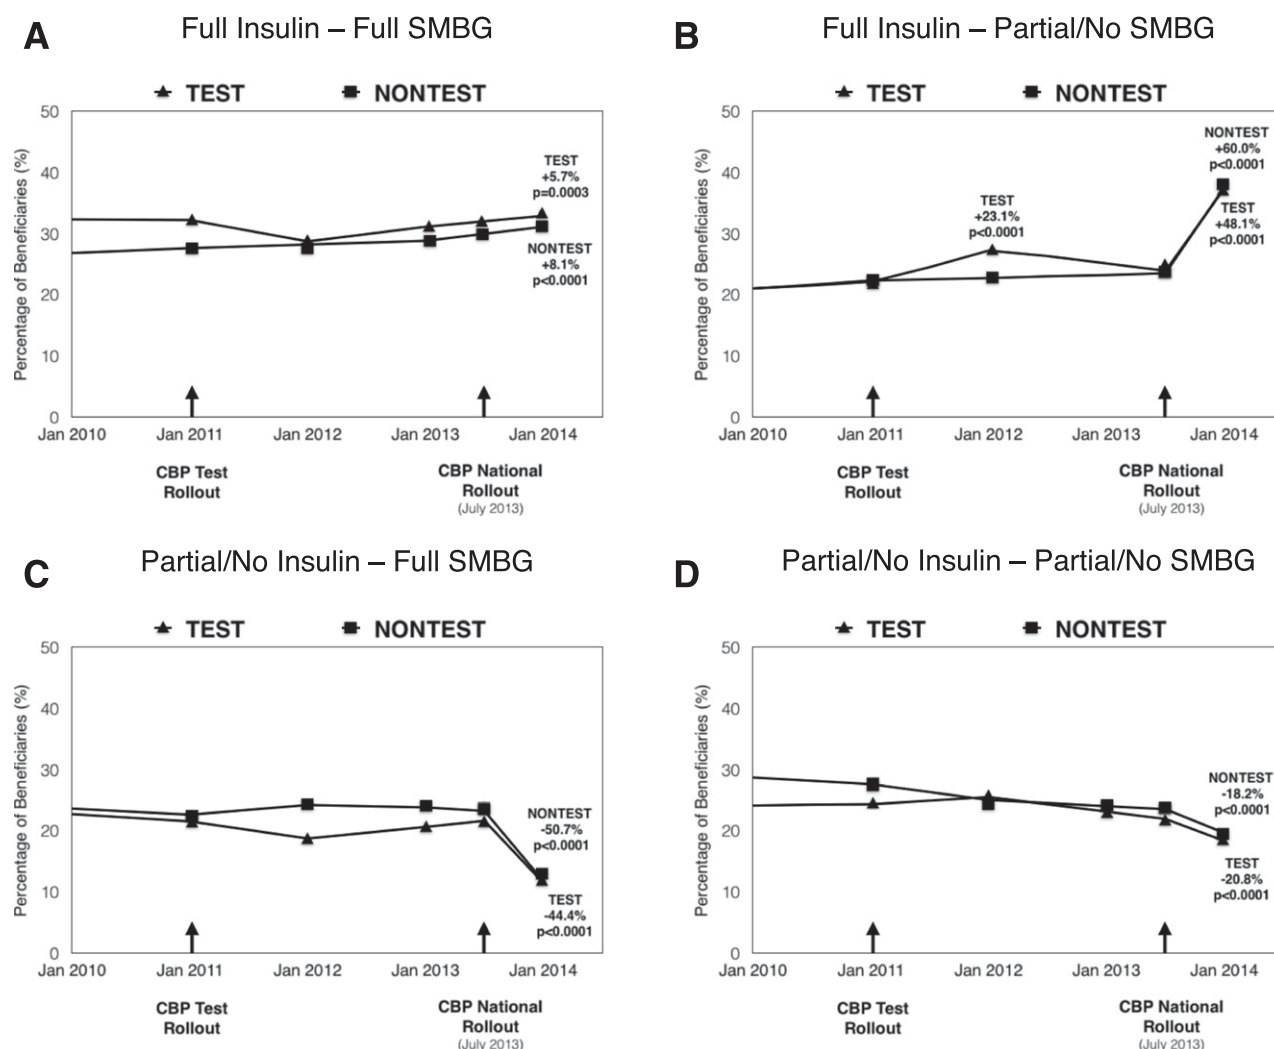 A
Full Insulin – Full SMBG
TEST
NONTEST
Percentage of Beneficiaries (%)
50
40
30
20
10
0
TEST
+5.7%
p=0.0003
NONTEST
+8.1%
p<0.0001
Jan 2010
Jan 2011
Jan 2012
Jan 2013
Jan 2014
CBP Test
Rollout
CBP National
Rollout
(July 2013)
B
Full Insulin – Partial/No SMBG
TEST
NONTEST
Percentage of Beneficiaries (%)
50
40
30
20
10
0
TEST
+23.1%
p<0.0001
NONTEST
+60.0%
p<0.0001
TEST
+48.1%
p<0.0001
Jan 2010
Jan 2011
Jan 2012
Jan 2013
Jan 2014
CBP Test
Rollout
CBP National
Rollout
(July 2013)
C
Partial/No Insulin – Full SMBG
TEST
NONTEST
Percentage of Beneficiaries (%)
50
40
30
20
10
0
NONTEST
-50.7%
p<0.0001
TEST
-44.4%
p<0.0001
Jan 2010
Jan 2011
Jan 2012
Jan 2013
Jan 2014
CBP Test
Rollout
CBP National
Rollout
(July 2013)
D
Partial/No Insulin – Partial/No SMBG
TEST
NONTEST
Percentage of Beneficiaries (%)
50
40
30
20
10
0
NONTEST
-18.2%
p<0.0001
TEST
-20.8%
p<0.0001
Jan 2010
Jan 2011
Jan 2012
Jan 2013
Jan 2014
CBP Test
Rollout
CBP National
Rollout
(July 2013)